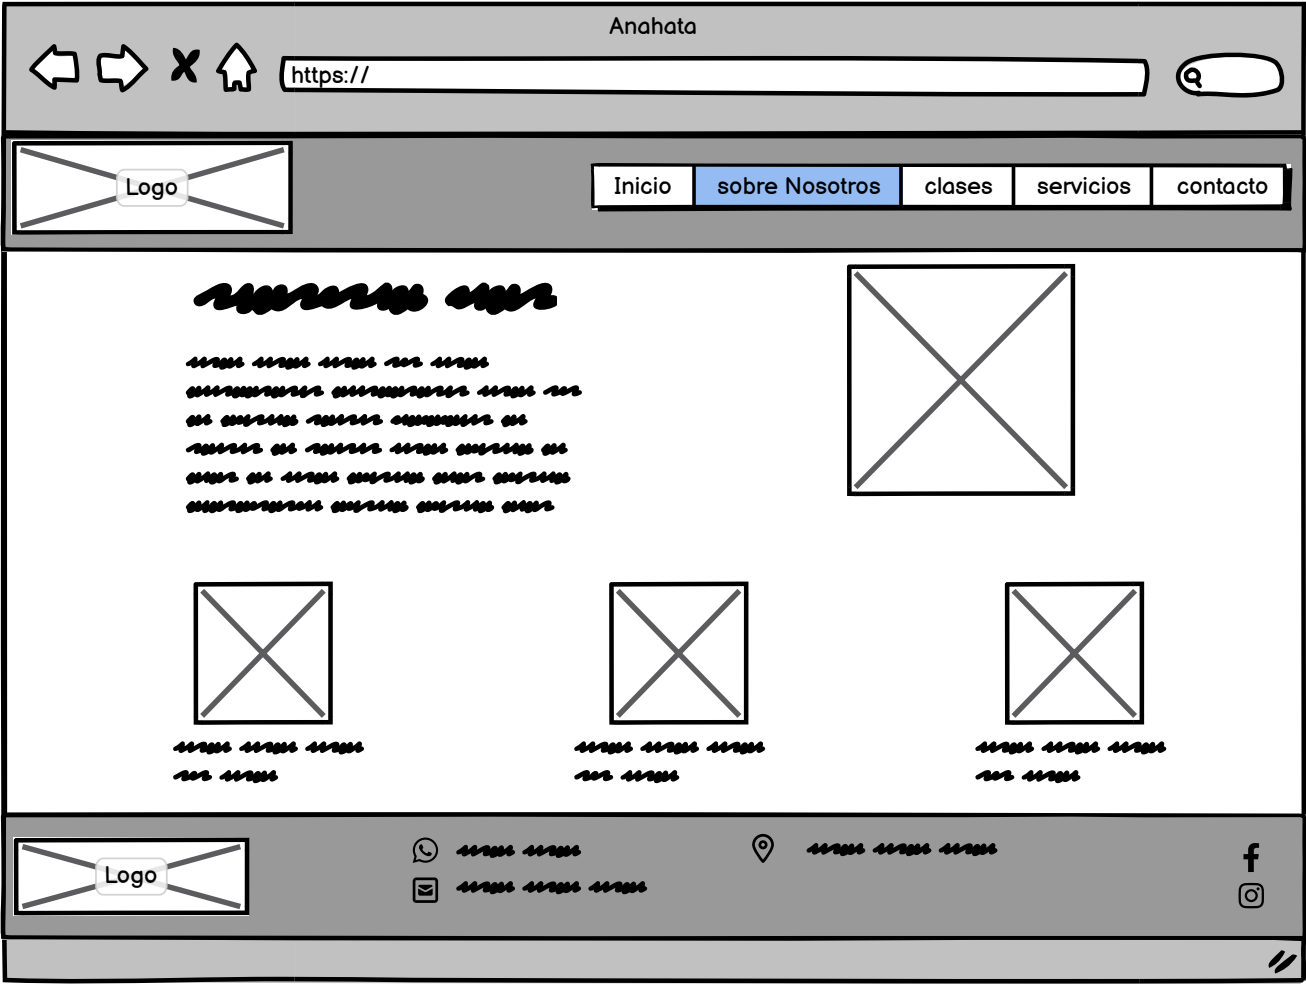 Anahata
https://
Logo
Inicio sobre Nosotros clases servicios contacto
Logo